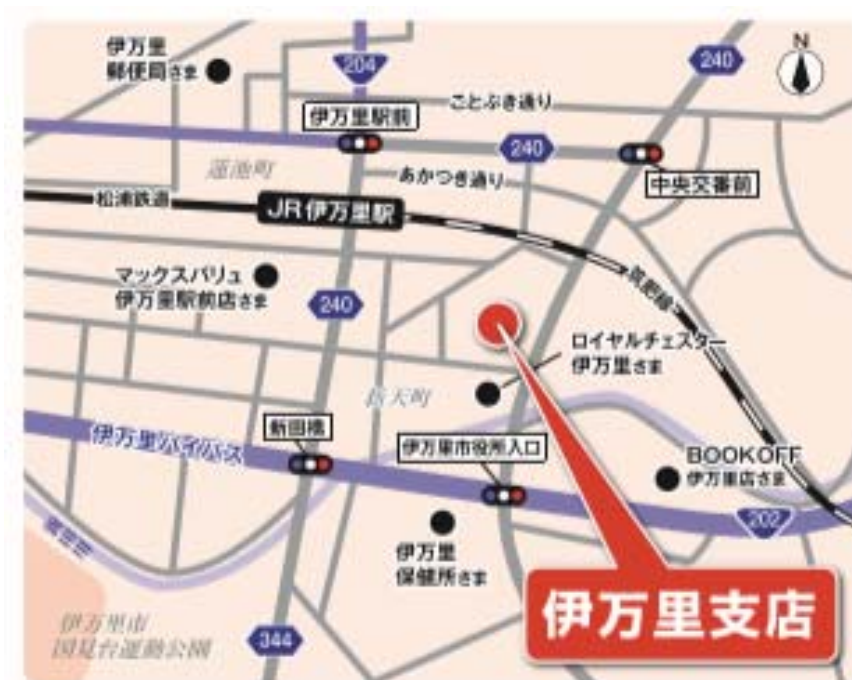 伊万里
郵便局さま
204
240
N
ことぶき通り
伊万里駅前
240
蓮池町
あかつき通り
中央交番前
松浦鉄道
JR伊万里駅
マックスバリュ
伊万里駅前店さま
240
筑肥線
ロイヤルチェスター
伊万里さま
新田橋
伊万里バイパス
伊万里市役所入口
BOOKOFF
伊万里店さま
202
伊万里
保健所さま
伊万里支店
伊万里市
国見台運動公園
344